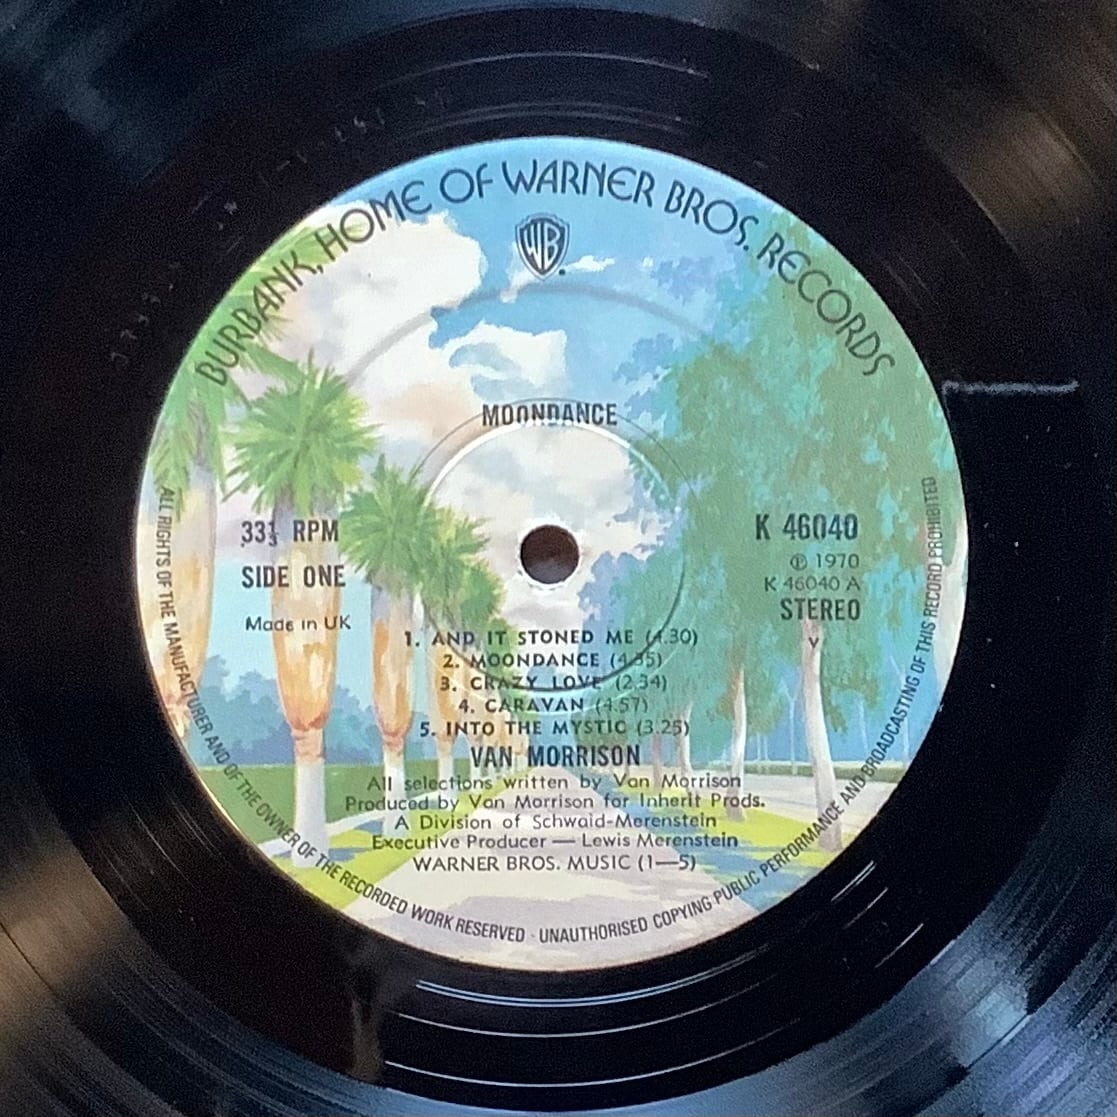 BURBANK, HOME OF WARNER BROS. RECORDS
WB
MOONDANCE
33⅓ RPM
SIDE ONE
Made in UK
K 46040
℗ 1970
K 46040 A
STEREO
V
1. AND IT STONED ME (4.30)
2. MOONDANCE (4.35)
3. CRAZY LOVE (2.34)
4. CARAVAN (4.57)
5. INTO THE MYSTIC (3.25)
VAN MORRISON
All selections written by Van Morrison
Produced by Van Morrison for Inherit Prods.
A Division of Schwaid-Merenstein
Executive Producer — Lewis Merenstein
WARNER BROS. MUSIC (1—5)
ALL RIGHTS OF THE MANUFACTURER AND OF THE OWNER OF THE RECORDED WORK RESERVED · UNAUTHORISED COPYING·PUBLIC PERFORMANCE AND BROADCASTING OF THIS RECORD PROHIBITED